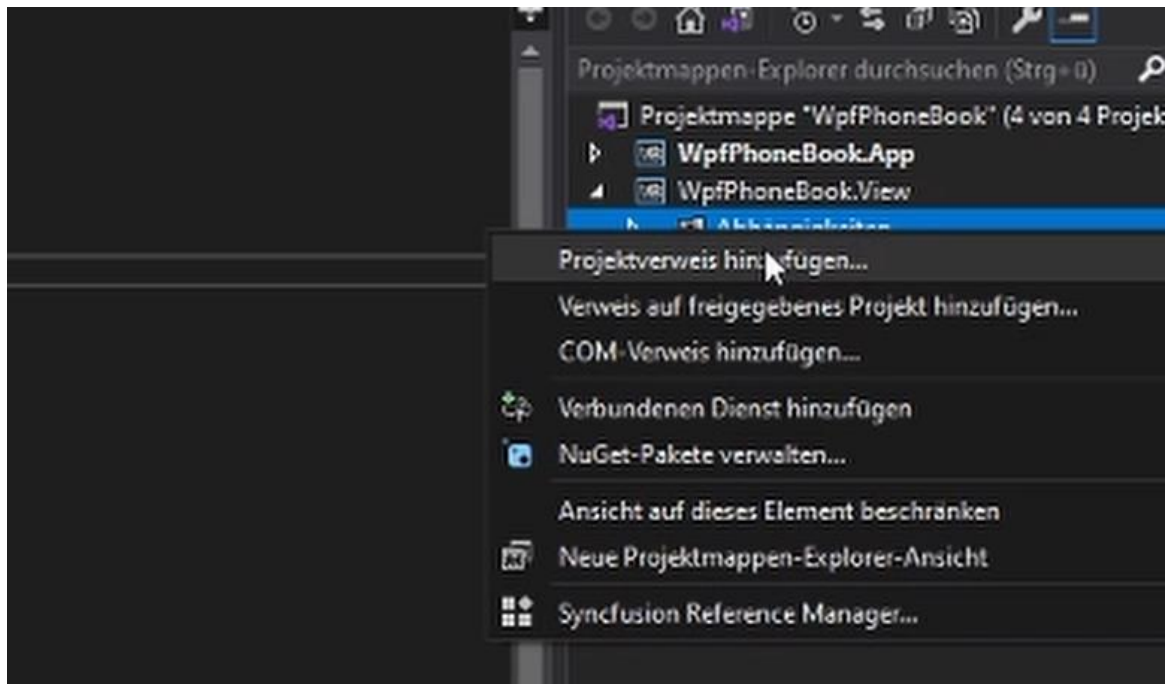 Projektmappen-Explorer durchsuchen (Strg+ü)
Projektmappe "WpfPhoneBook" (4 von 4 Projek
WpfPhoneBook.App
WpfPhoneBook.View
Abhängigkeiten
Projektverweis hinzufügen...
Verweis auf freigegebenes Projekt hinzufügen...
COM-Verweis hinzufügen...
Verbundenen Dienst hinzufügen
NuGet-Pakete verwalten...
Ansicht auf dieses Element beschränken
Neue Projektmappen-Explorer-Ansicht
Syncfusion Reference Manager...